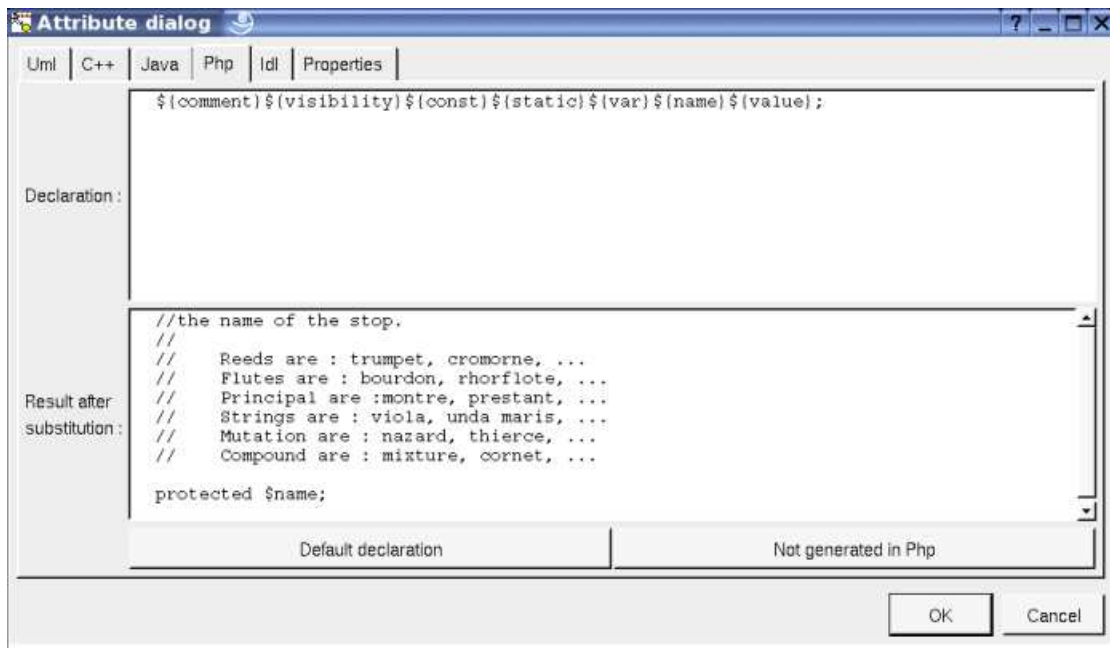 Attribute dialog
Uml C++ Java Php Idl Properties
Declaration :
${comment}${visibility}${const}${static}${var}${name}${value};
Result after
substitution :
//the name of the stop.
//
//     Reeds are : trumpet, cromorne, ...
//     Flutes are : bourdon, rhorflote, ...
//     Principal are :montre, prestant, ...
//     Strings are : viola, unda maris, ...
//     Mutation are : nazard, thierce, ...
//     Compound are : mixture, cornet, ...
protected $name;
Default declaration Not generated in Php
OK Cancel